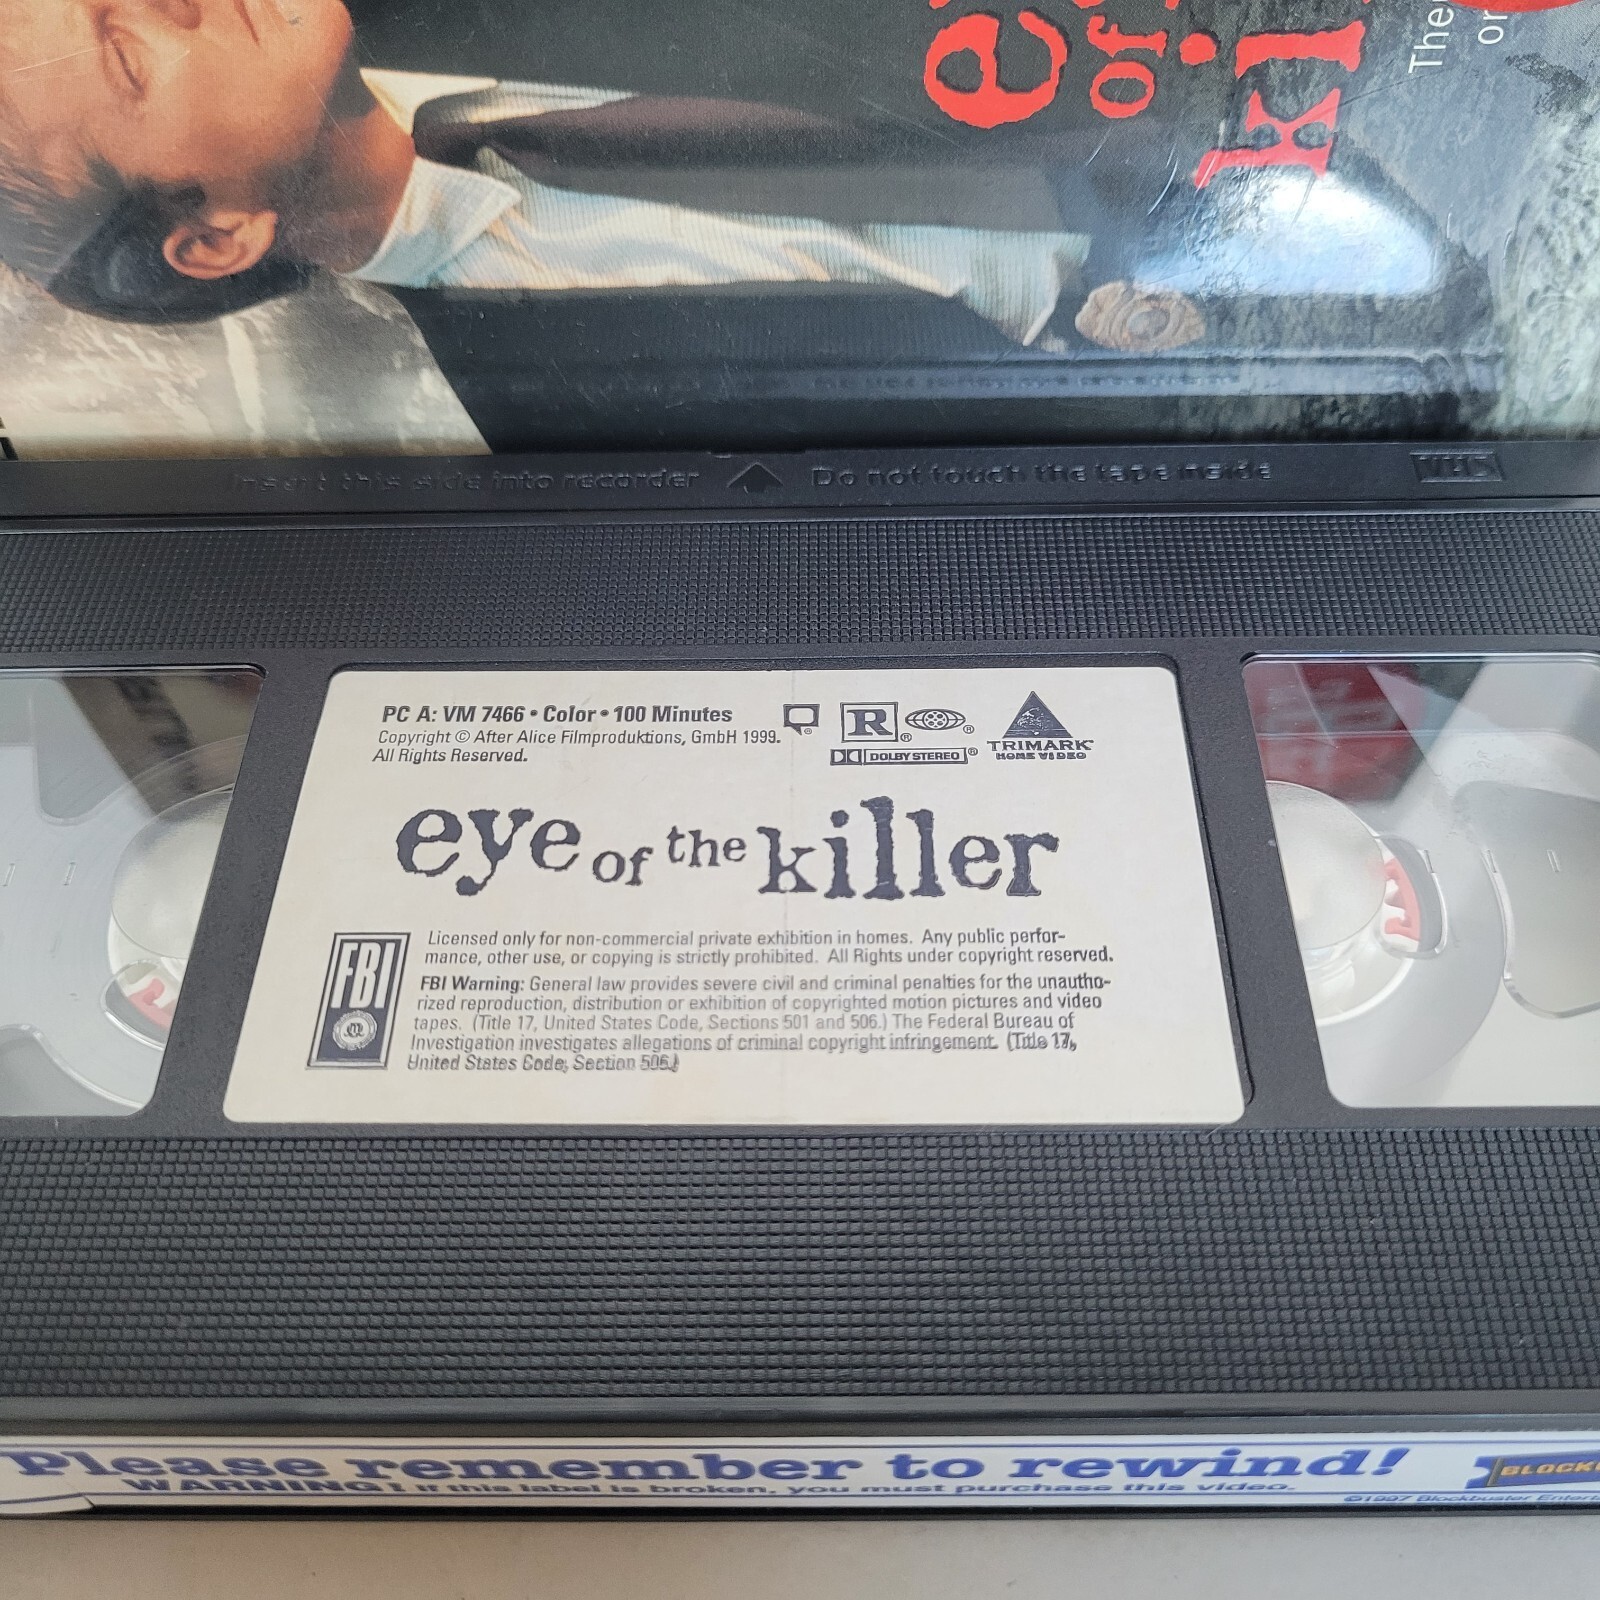 of
The
or
Insert this side into recorder Do not touch the tape inside VHS
PC A: VM 7466 • Color • 100 Minutes
Copyright © After Alice Filmproduktions, GmbH 1999.
All Rights Reserved.
R
DOLBY STEREO
TRIMARK
HOME VIDEO
eye of the killer
FBI
Licensed only for non-commercial private exhibition in homes. Any public perfor-
mance, other use, or copying is strictly prohibited. All Rights under copyright reserved.
FBI Warning: General law provides severe civil and criminal penalties for the unautho-
rized reproduction, distribution or exhibition of copyrighted motion pictures and video
tapes. (Title 17, United States Code, Sections 501 and 506.) The Federal Bureau of
Investigation investigates allegations of criminal copyright infringement. (Title 17,
United States Code, Section 506.)
Please remember to rewind!
WARNING! If this label is broken, you must purchase this video.
©1997 Blockbuster